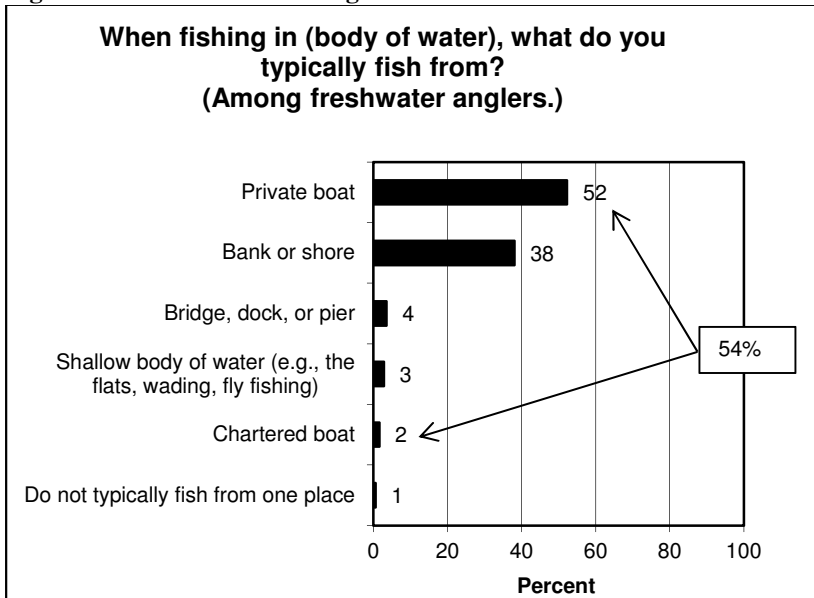 When fishing in (body of water), what do you
typically fish from?
(Among freshwater anglers.)
Private boat
52
Bank or shore
38
Bridge, dock, or pier
4
54%
Shallow body of water (e.g., the
flats, wading, fly fishing)
3
Chartered boat
2
Do not typically fish from one place
1
0 20 40 60 80 100
Percent